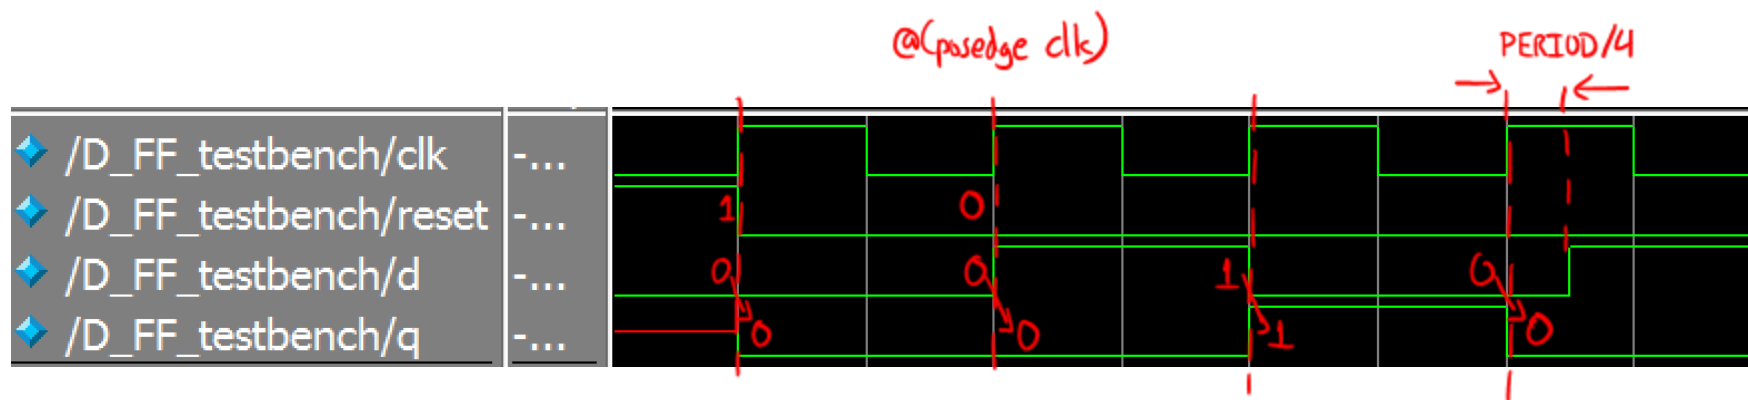 @(posedge clk)
PERIOD/4
/D_FF_testbench/clk -...
/D_FF_testbench/reset -... 1 0
/D_FF_testbench/d -... 0 0 1 0
/D_FF_testbench/q -... 0 0 1 0